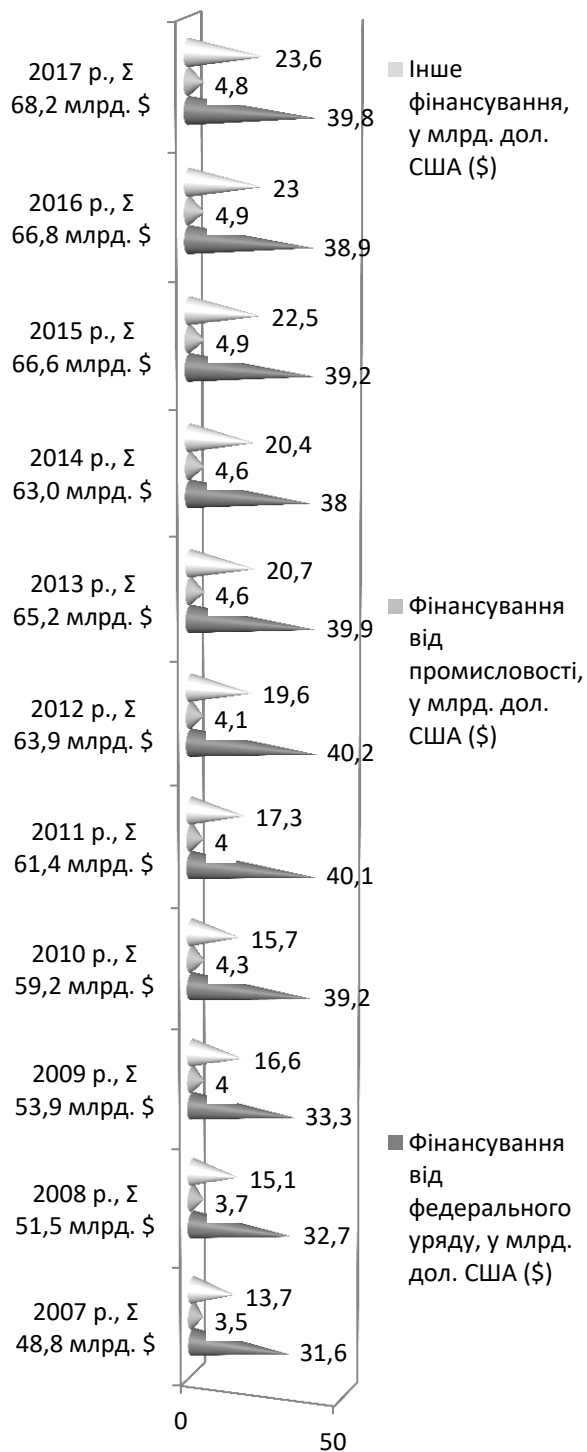 2017 р., Σ
68,2 млрд. $
23,6
4,8
39,8
2016 р., Σ
66,8 млрд. $
23
4,9
38,9
2015 р., Σ
66,6 млрд. $
22,5
4,9
39,2
2014 р., Σ
63,0 млрд. $
20,4
4,6
38
2013 р., Σ
65,2 млрд. $
20,7
4,6
39,9
2012 р., Σ
63,9 млрд. $
19,6
4,1
40,2
2011 р., Σ
61,4 млрд. $
17,3
4
40,1
2010 р., Σ
59,2 млрд. $
15,7
4,3
39,2
2009 р., Σ
53,9 млрд. $
16,6
4
33,3
2008 р., Σ
51,5 млрд. $
15,1
3,7
32,7
2007 р., Σ
48,8 млрд. $
13,7
3,5
31,6
0
50
Інше
фінансування,
у млрд. дол.
США ($)
Фінансування
від
промисловості,
у млрд. дол.
США ($)
Фінансування
від
федерального
уряду, у млрд.
дол. США ($)